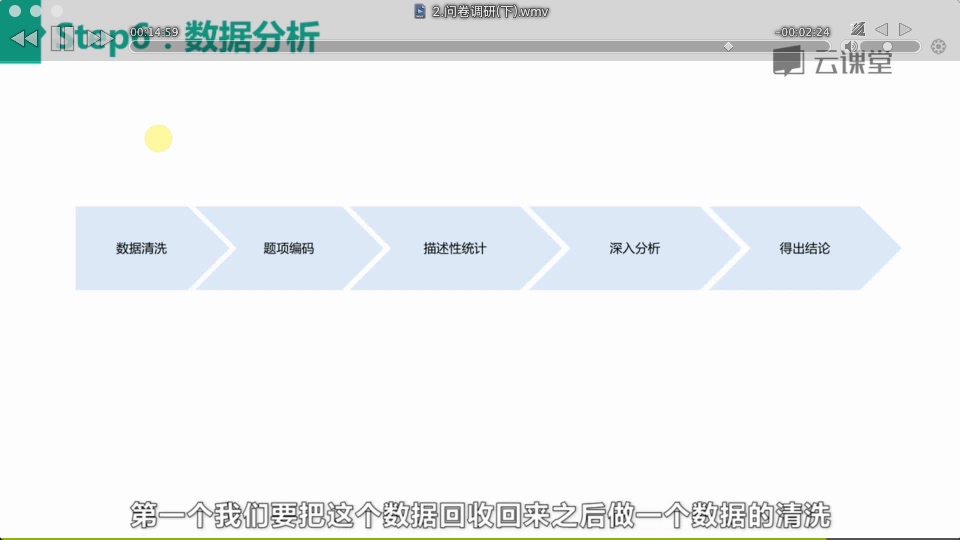 2.问卷调研(下).wmv
00:14:59
-00:02:24
Step6：数据分析
云课堂
数据清洗
题项编码
描述性统计
深入分析
得出结论
第一个我们要把这个数据回收回来之后做一个数据的清洗